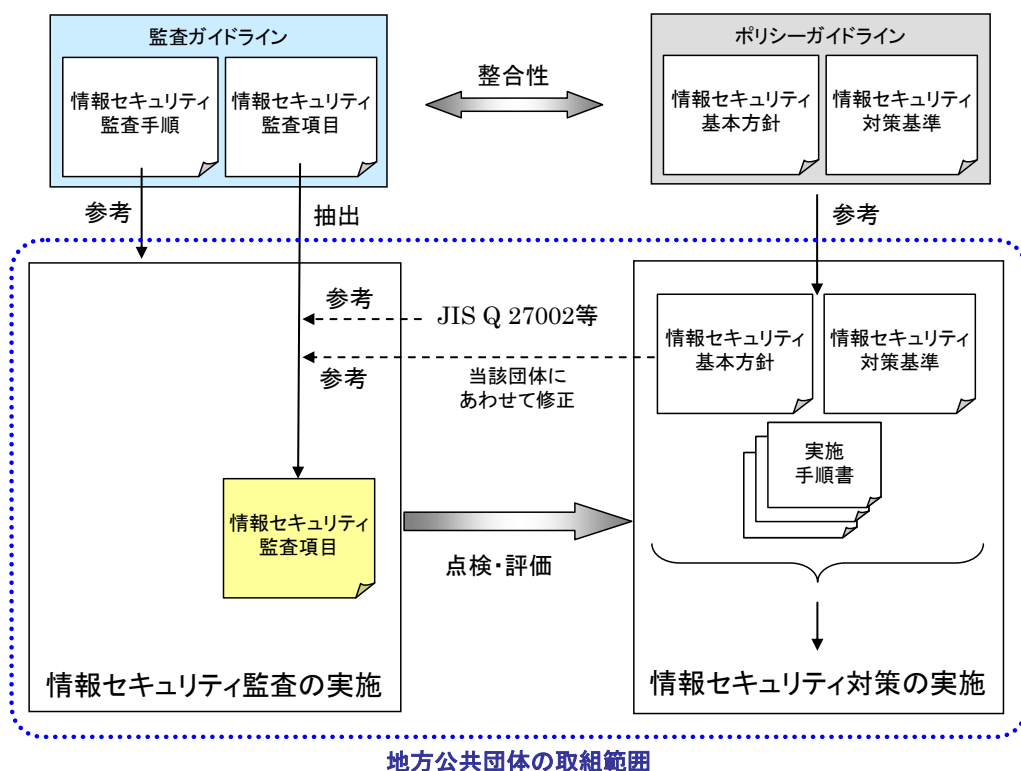 監査ガイドライン
情報セキュリティ
監査手順
情報セキュリティ
監査項目
整合性
ポリシーガイドライン
情報セキュリティ
基本方針
情報セキュリティ
対策基準
参考
抽出
参考
参考
JIS Q 27002等
参考
当該団体に
あわせて修正
情報セキュリティ
基本方針
情報セキュリティ
対策基準
実施
手順書
情報セキュリティ
監査項目
点検・評価
情報セキュリティ監査の実施
情報セキュリティ対策の実施
地方公共団体の取組範囲